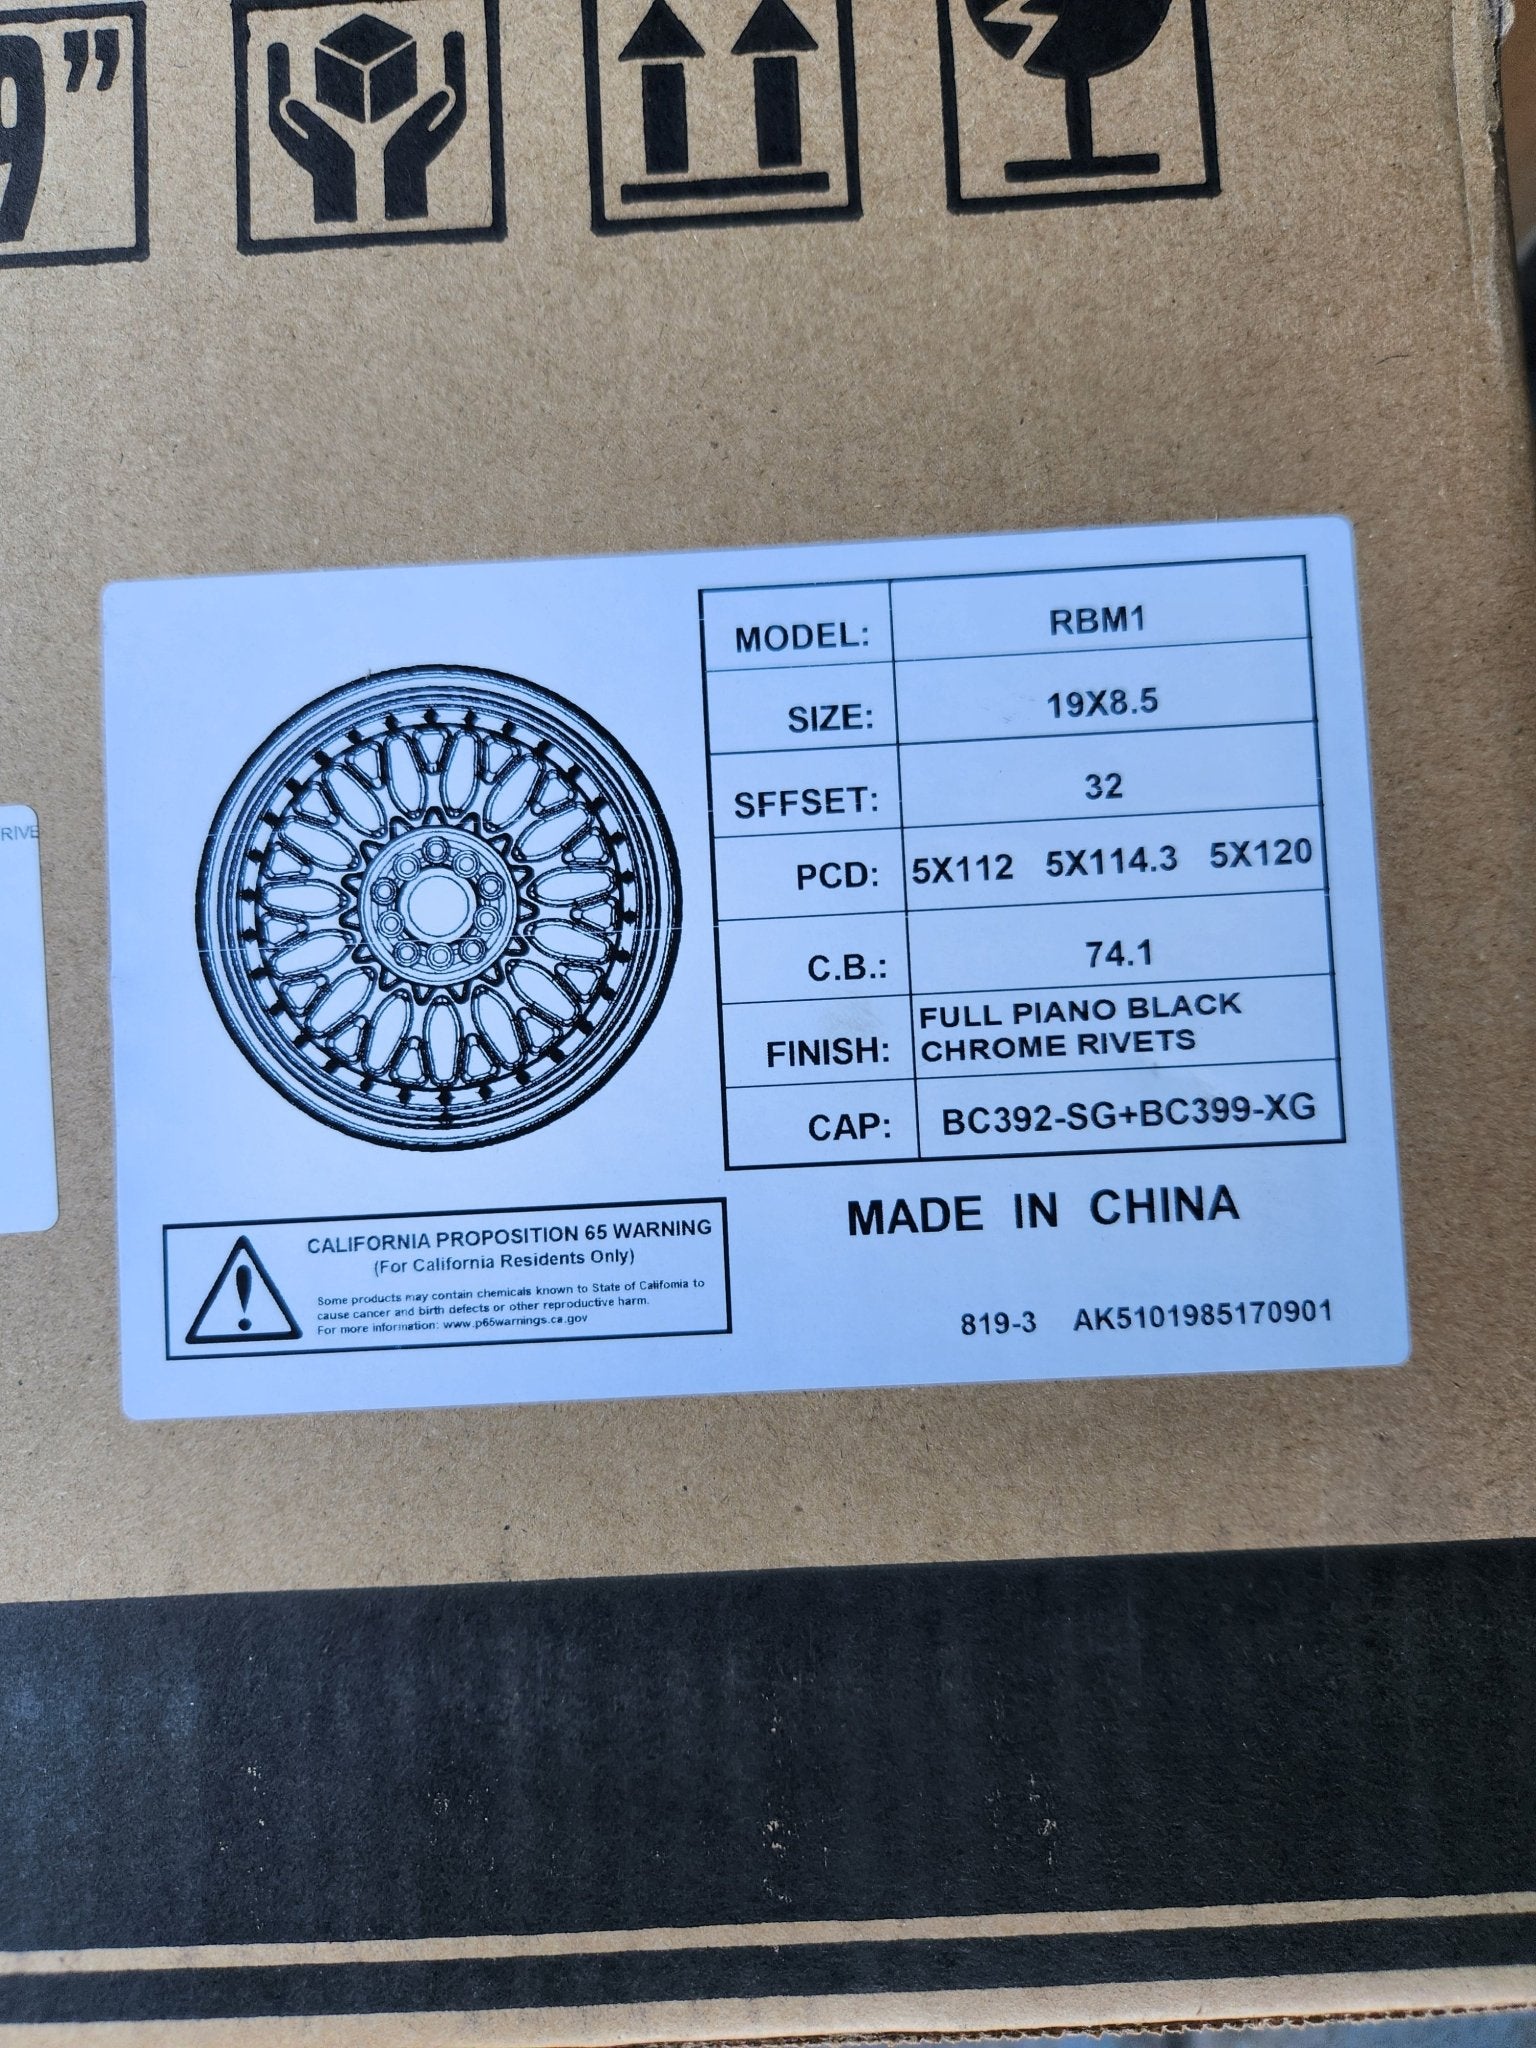 9”
RIVE
MODEL: RBM1
SIZE: 19X8.5
SFFSET: 32
PCD: 5X112 5X114.3 5X120
C.B.: 74.1
FINISH: FULL PIANO BLACK
CHROME RIVETS
CAP: BC392-SG+BC399-XG
MADE IN CHINA
CALIFORNIA PROPOSITION 65 WARNING
(For California Residents Only)
Some products may contain chemicals known to State of California to
cause cancer and birth defects or other reproductive harm.
For more information: www.p65warnings.ca.gov
819-3 AK5101985170901